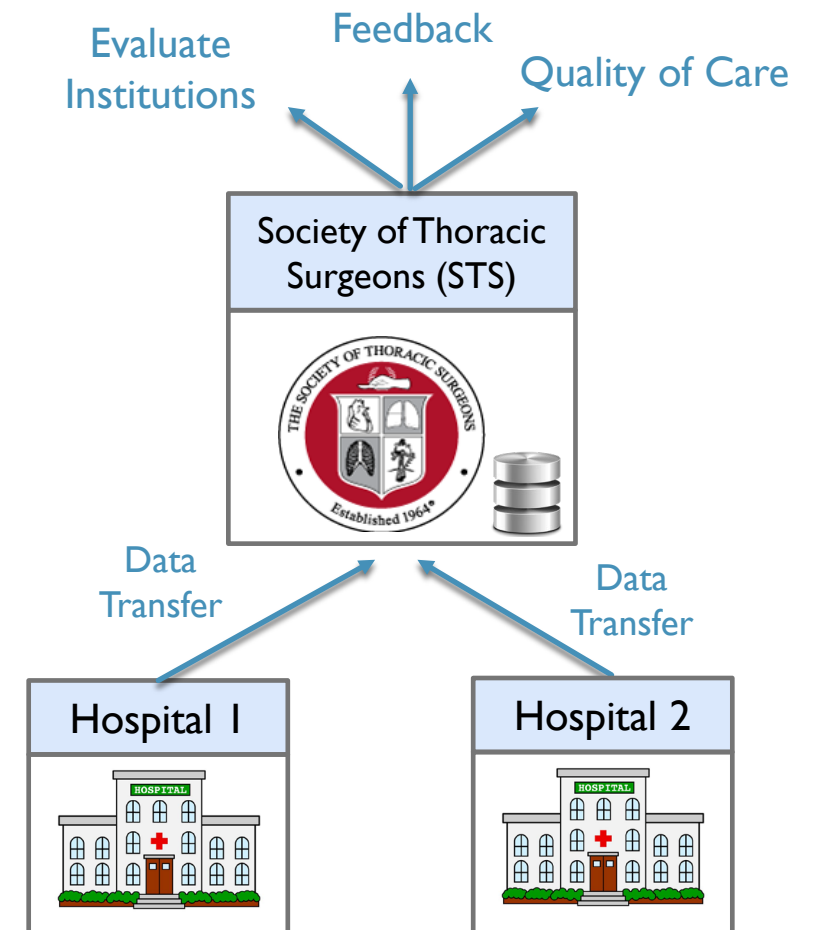 Evaluate
Institutions
Feedback
Quality of Care
Society of Thoracic
Surgeons (STS)
THE SOCIETY OF THORACIC SURGEONS
Established 1964®
Data
Transfer
Data
Transfer
Hospital 1
Hospital 2
HOSPITAL
HOSPITAL